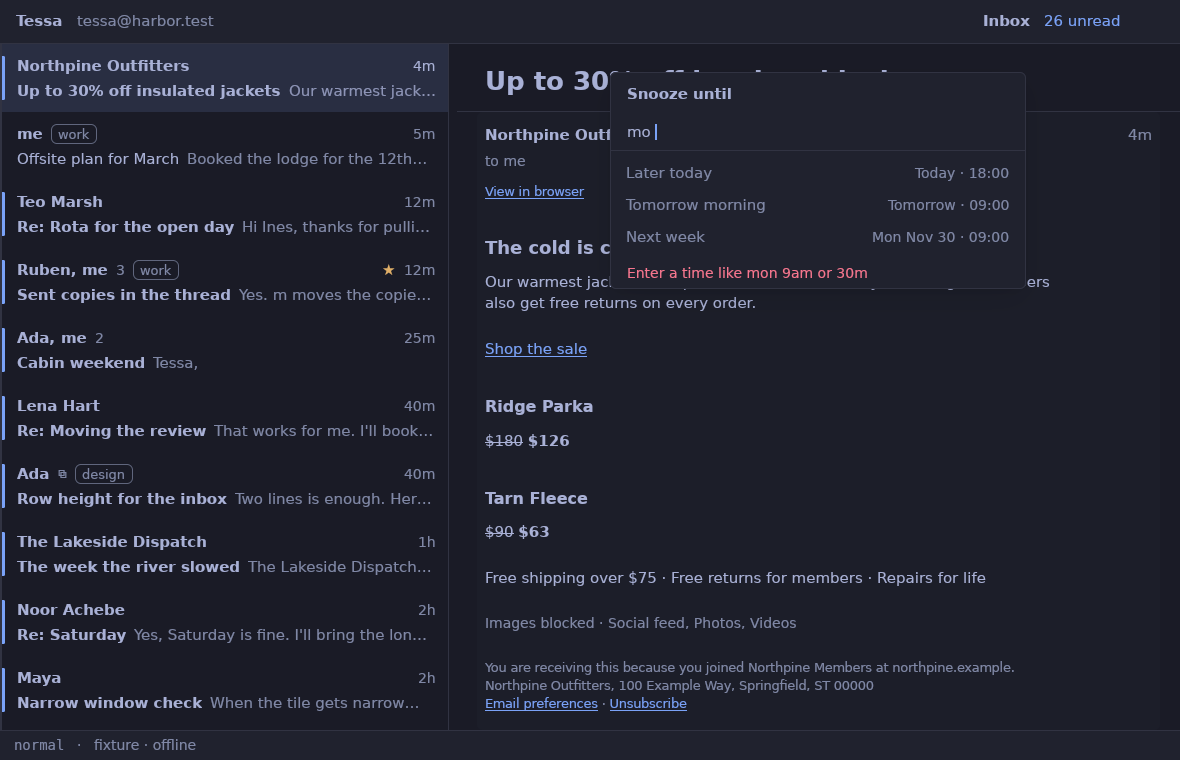 Tessa tessa@harbor.test
Inbox 26 unread
Northpine Outfitters 4m
Up to 30% off insulated jackets Our warmest jack…
me work 5m
Offsite plan for March Booked the lodge for the 12th…
Teo Marsh 12m
Re: Rota for the open day Hi Ines, thanks for pulli…
Ruben, me 3 work ★ 12m
Sent copies in the thread Yes. m moves the copie…
Ada, me 2 25m
Cabin weekend Tessa,
Lena Hart 40m
Re: Moving the review That works for me. I'll book…
Ada design 40m
Row height for the inbox Two lines is enough. Her…
The Lakeside Dispatch 1h
The week the river slowed The Lakeside Dispatch…
Noor Achebe 2h
Re: Saturday Yes, Saturday is fine. I'll bring the lon…
Maya 2h
Narrow window check When the tile gets narrow…
Up to 30%
Snooze until
mo
Later today Today · 18:00
Tomorrow morning Tomorrow · 09:00
Next week Mon Nov 30 · 09:00
Enter a time like mon 9am or 30m
Northpine 4m
to me
View in browser
The cold is
Our warmest
also get free returns on every order.
Shop the sale
Ridge Parka
$180 $126
Tarn Fleece
$90 $63
Free shipping over $75 · Free returns for members · Repairs for life
Images blocked · Social feed, Photos, Videos
You are receiving this because you joined Northpine Members at northpine.example.
Northpine Outfitters, 100 Example Way, Springfield, ST 00000
Email preferences · Unsubscribe
normal · fixture · offline